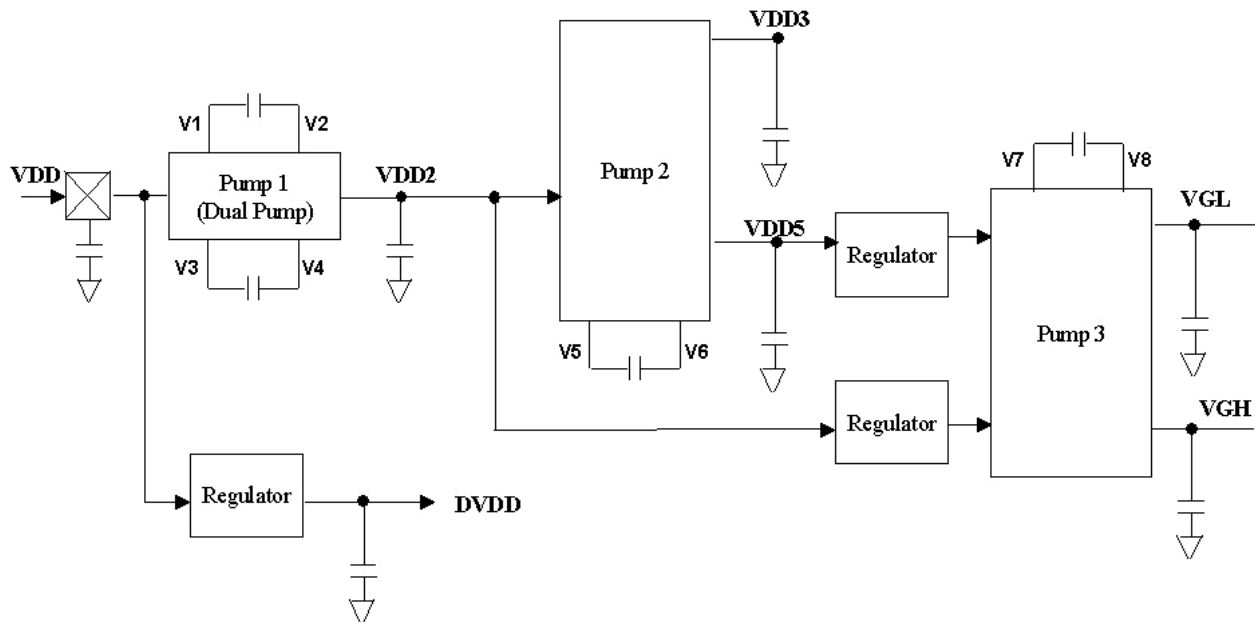 VDD3
V1
V2
Pump 2
V7
V8
VDD
Pump 1
(Dual Pump)
VDD2
VGL
VDD5
Regulator
V3
V4
Pump 3
V5
V6
Regulator
VGH
Regulator
DVDD